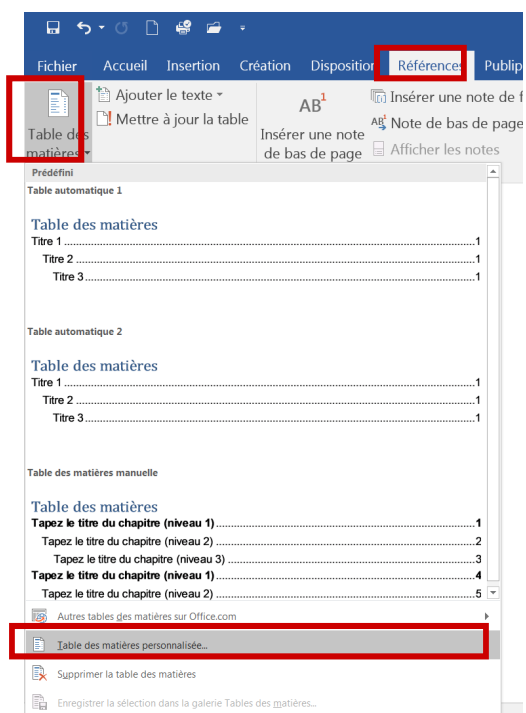 Fichier Accueil Insertion Création Disposition Références Publip
Table des matières
Ajouter le texte
Mettre à jour la table
AB1
Insérer une note
de bas de page
Insérer une note de f
AB1 Note de bas de page
Afficher les notes
Prédéfini
Table automatique 1
Table des matières
Titre 1 ........ 1
Titre 2 ........ 1
Titre 3 ........ 1
Table automatique 2
Table des matières
Titre 1 ........ 1
Titre 2 ........ 1
Titre 3 ........ 1
Table des matières manuelle
Table des matières
Tapez le titre du chapitre (niveau 1) ........ 1
Tapez le titre du chapitre (niveau 2) ........ 2
Tapez le titre du chapitre (niveau 3) ........ 3
Tapez le titre du chapitre (niveau 1) ........ 4
Tapez le titre du chapitre (niveau 2) ........ 5
Autres tables des matières sur Office.com
Table des matières personnalisée...
Supprimer la table des matières
Enregistrer la sélection dans la galerie Tables des matières...